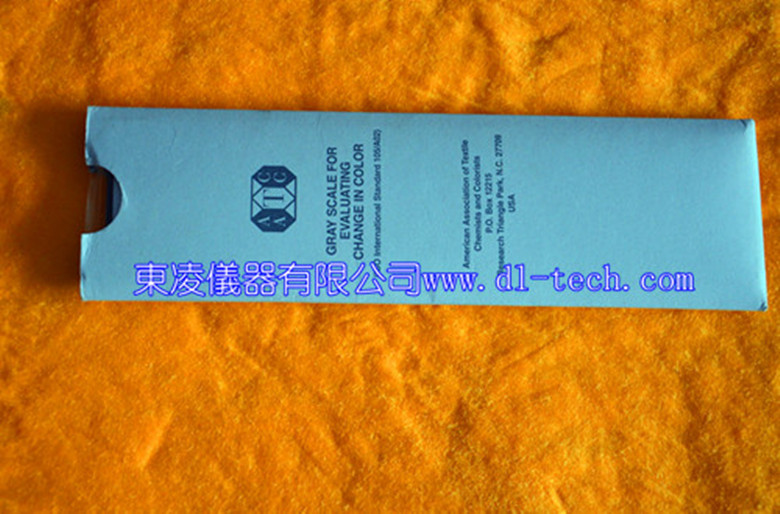 AATCC
GRAY SCALE FOR
EVALUATING
CHANGE IN COLOR
International Standard 105/A02)
American Association of Textile
Chemists and Colorists
P.O. Box 12215
Research Triangle Park, N.C. 27709
USA
東凌儀器有限公司www.dl-tech.com